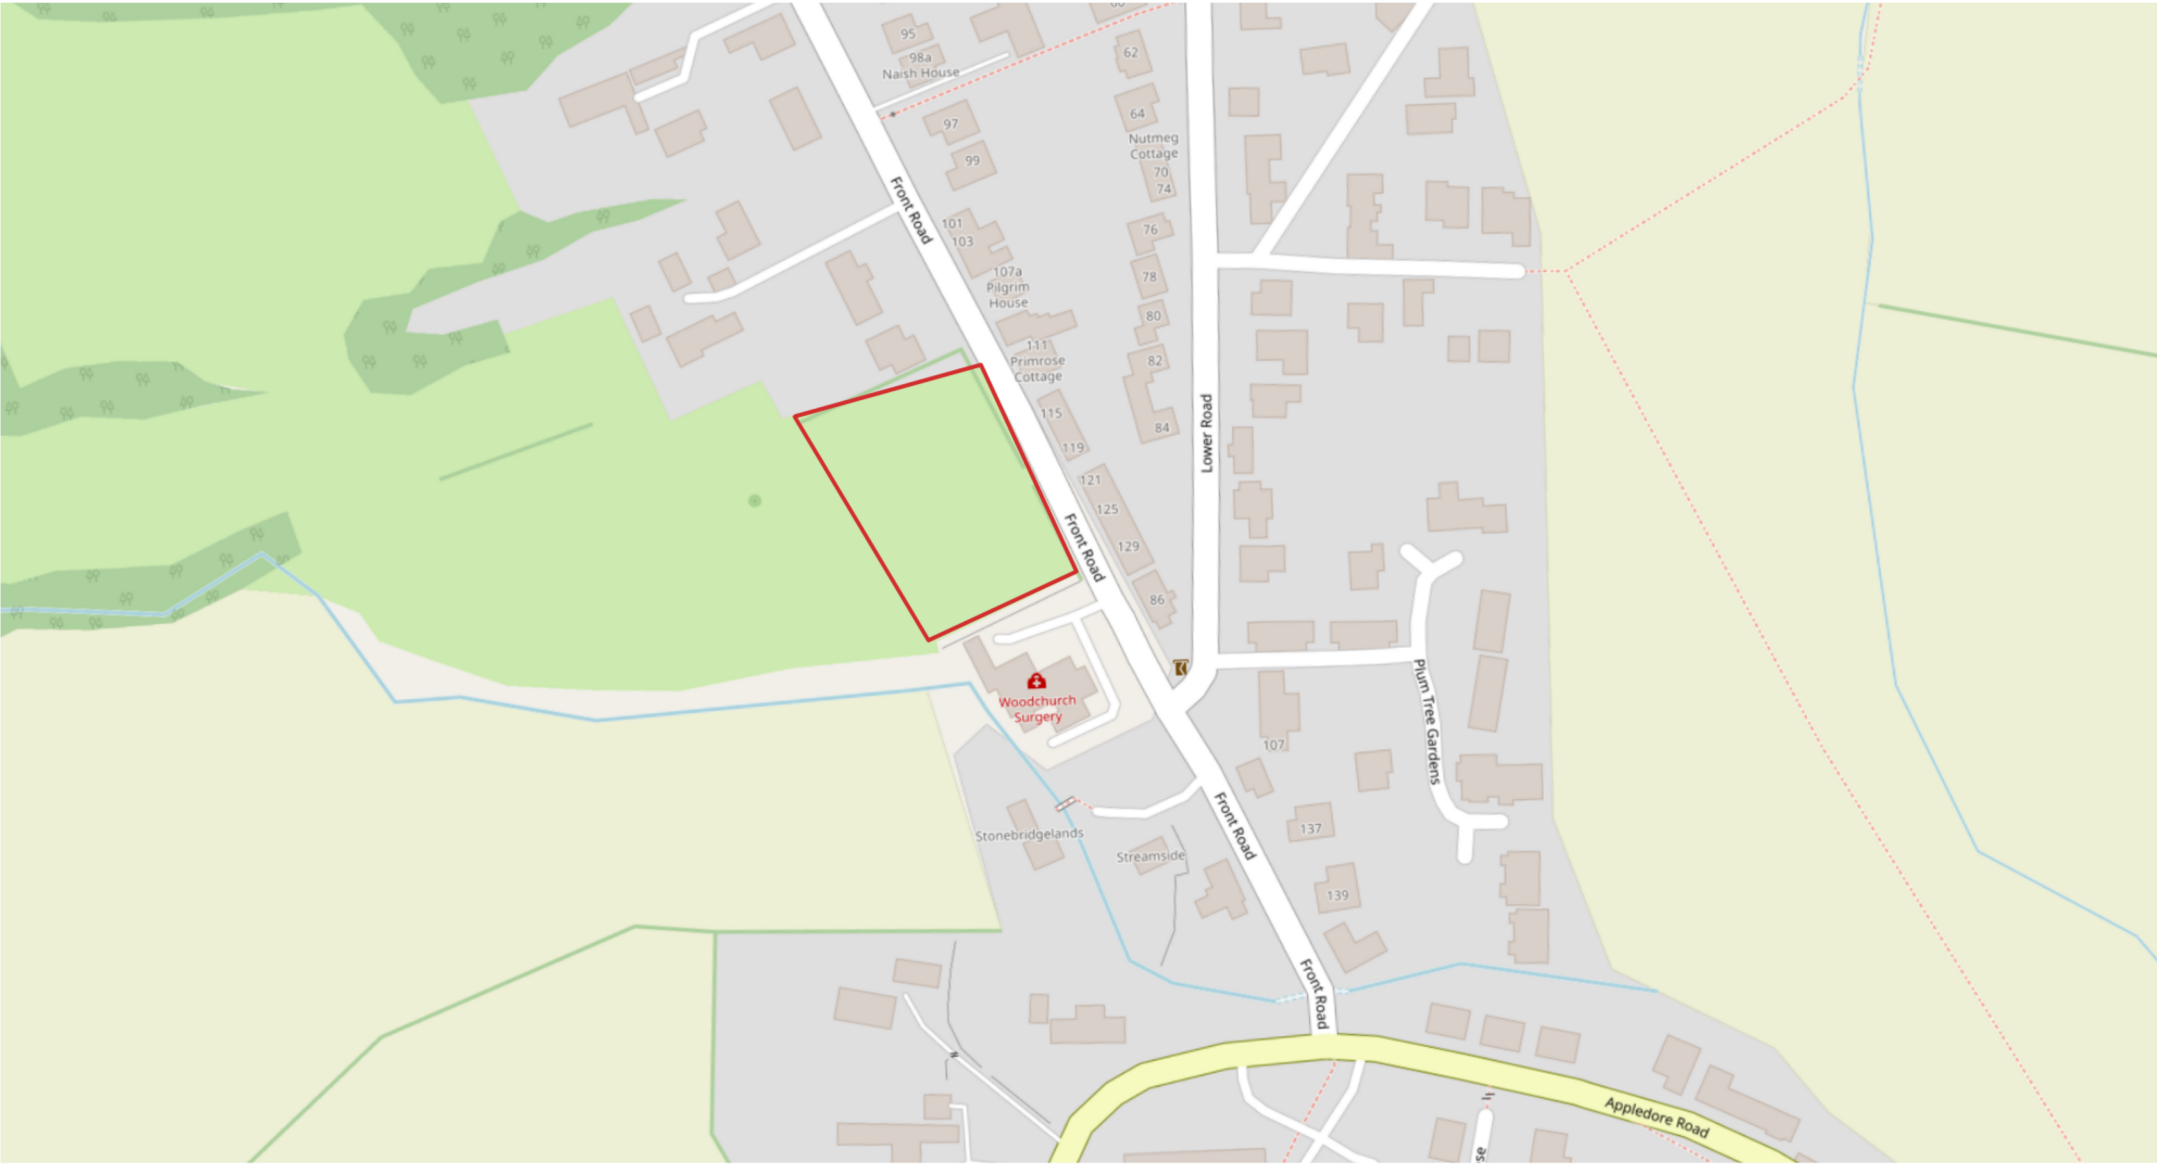 60
95
98a
Naish House
62
97
64
99
Nutmeg
Cottage
70
74
Front Road
101
103
76
107a
Pilgrim
House
78
80
111
Primrose
Cottage
82
115
84
119
Lower Road
121
125
Front Road
129
86
Woodchurch
Surgery
Plum Tree Gardens
107
Front Road
137
Stonebridgelands
Streamside
139
Front Road
Appledore Road
se